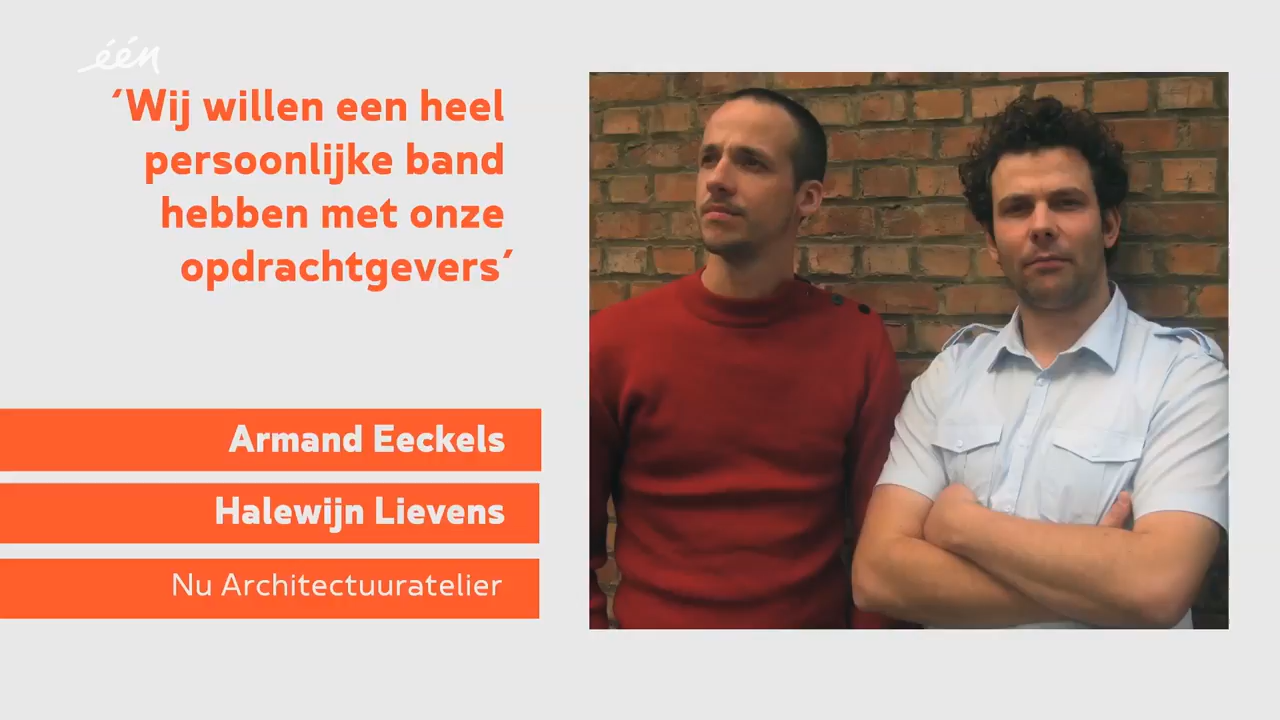 één
‘Wij willen een heel
persoonlijke band
hebben met onze
opdrachtgevers’
Armand Eeckels
Halewijn Lievens
Nu Architectuuratelier